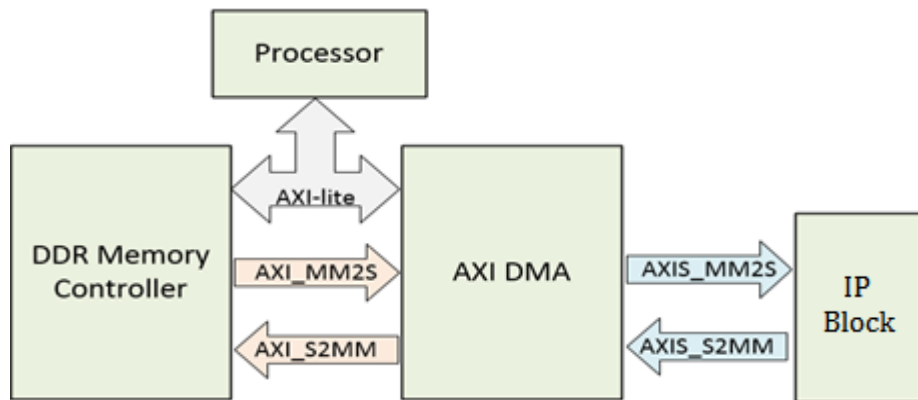 Processor
AXI-lite
DDR Memory
Controller
AXI_MM2S
AXI_S2MM
AXI DMA
AXIS_MM2S
AXIS_S2MM
IP
Block